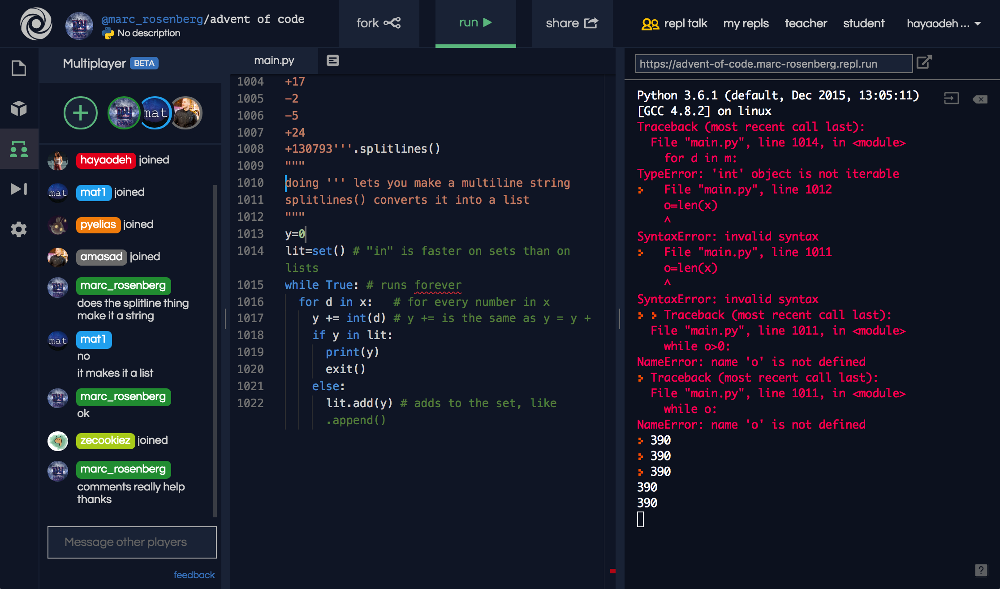 @marc_rosenberg/advent of code
No description
fork
run
share
repl talk
my repls
teacher
student
hayaodeh ...
Multiplayer BETA
mat
hayaodeh joined
mat
mat1 joined
pyelias joined
amasad joined
marc_rosenberg
does the splitline thing
make it a string
mat
mat1
no
it makes it a list
marc_rosenberg
ok
zecookiez joined
marc_rosenberg
comments really help
thanks
Message other players
feedback
main.py
1004 +17
1005 -2
1006 -5
1007 +24
1008 +130793'''.splitlines()
1009 """
1010 doing ''' lets you make a multiline string
1011 splitlines() converts it into a list
1012 """
1013 y=0
1014 lit=set() # "in" is faster on sets than on
lists
1015 while True: # runs forever
1016   for d in x:   # for every number in x
1017     y += int(d) # y += is the same as y = y +
1018     if y in lit:
1019       print(y)
1020       exit()
1021     else:
1022       lit.add(y) # adds to the set, like
.append()
https://advent-of-code.marc-rosenberg.repl.run
Python 3.6.1 (default, Dec 2015, 13:05:11)
[GCC 4.8.2] on linux
Traceback (most recent call last):
  File "main.py", line 1014, in <module>
    for d in m:
TypeError: 'int' object is not iterable
    File "main.py", line 1012
    o=len(x)
    ^
SyntaxError: invalid syntax
    File "main.py", line 1011
    o=len(x)
    ^
SyntaxError: invalid syntax
Traceback (most recent call last):
  File "main.py", line 1011, in <module>
    while o>0:
NameError: name 'o' is not defined
Traceback (most recent call last):
  File "main.py", line 1011, in <module>
    while o:
NameError: name 'o' is not defined
390
390
390
390
390
?